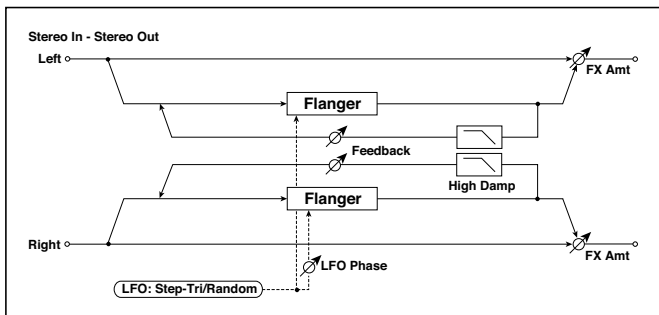 Stereo In - Stereo Out
Left
FX Amt
Flanger
Feedback
High Damp
Flanger
Right
FX Amt
LFO Phase
LFO: Step-Tri/Random